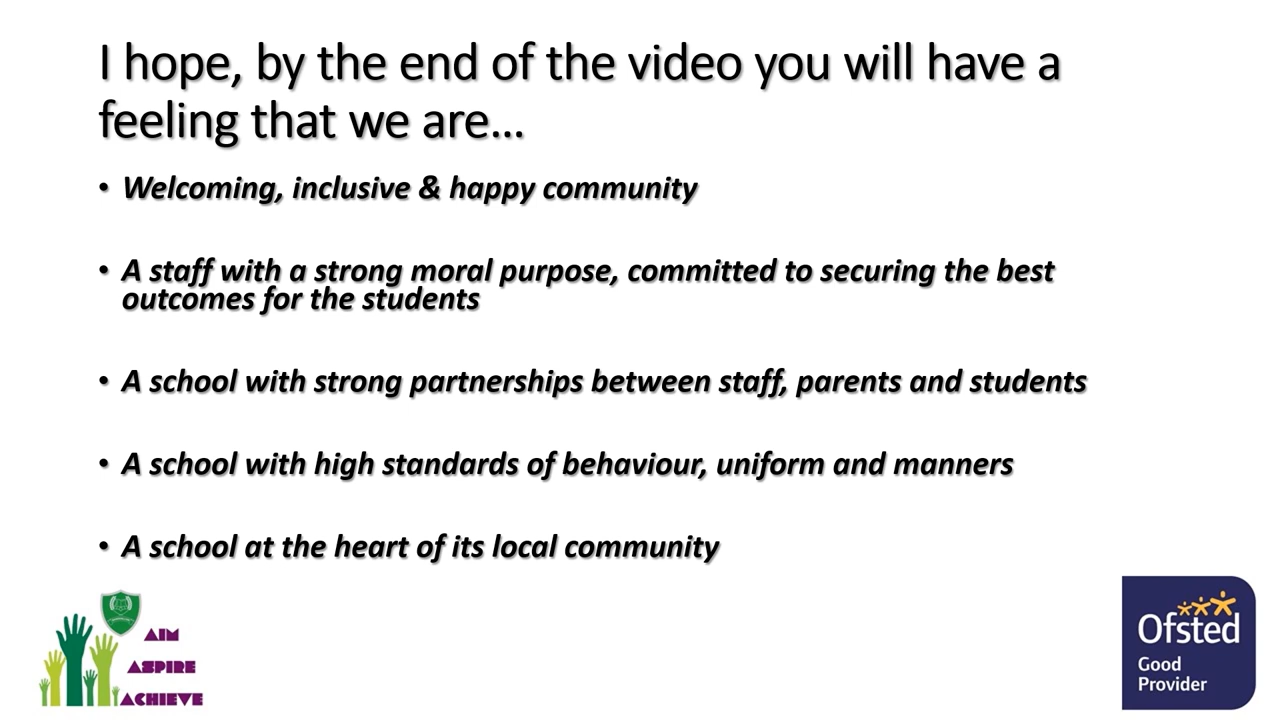 I hope, by the end of the video you will have a
feeling that we are...
• Welcoming, inclusive & happy community
• A staff with a strong moral purpose, committed to securing the best
outcomes for the students
• A school with strong partnerships between staff, parents and students
• A school with high standards of behaviour, uniform and manners
• A school at the heart of its local community
AIM
ASPIRE
ACHIEVE
Ofsted
Good
Provider